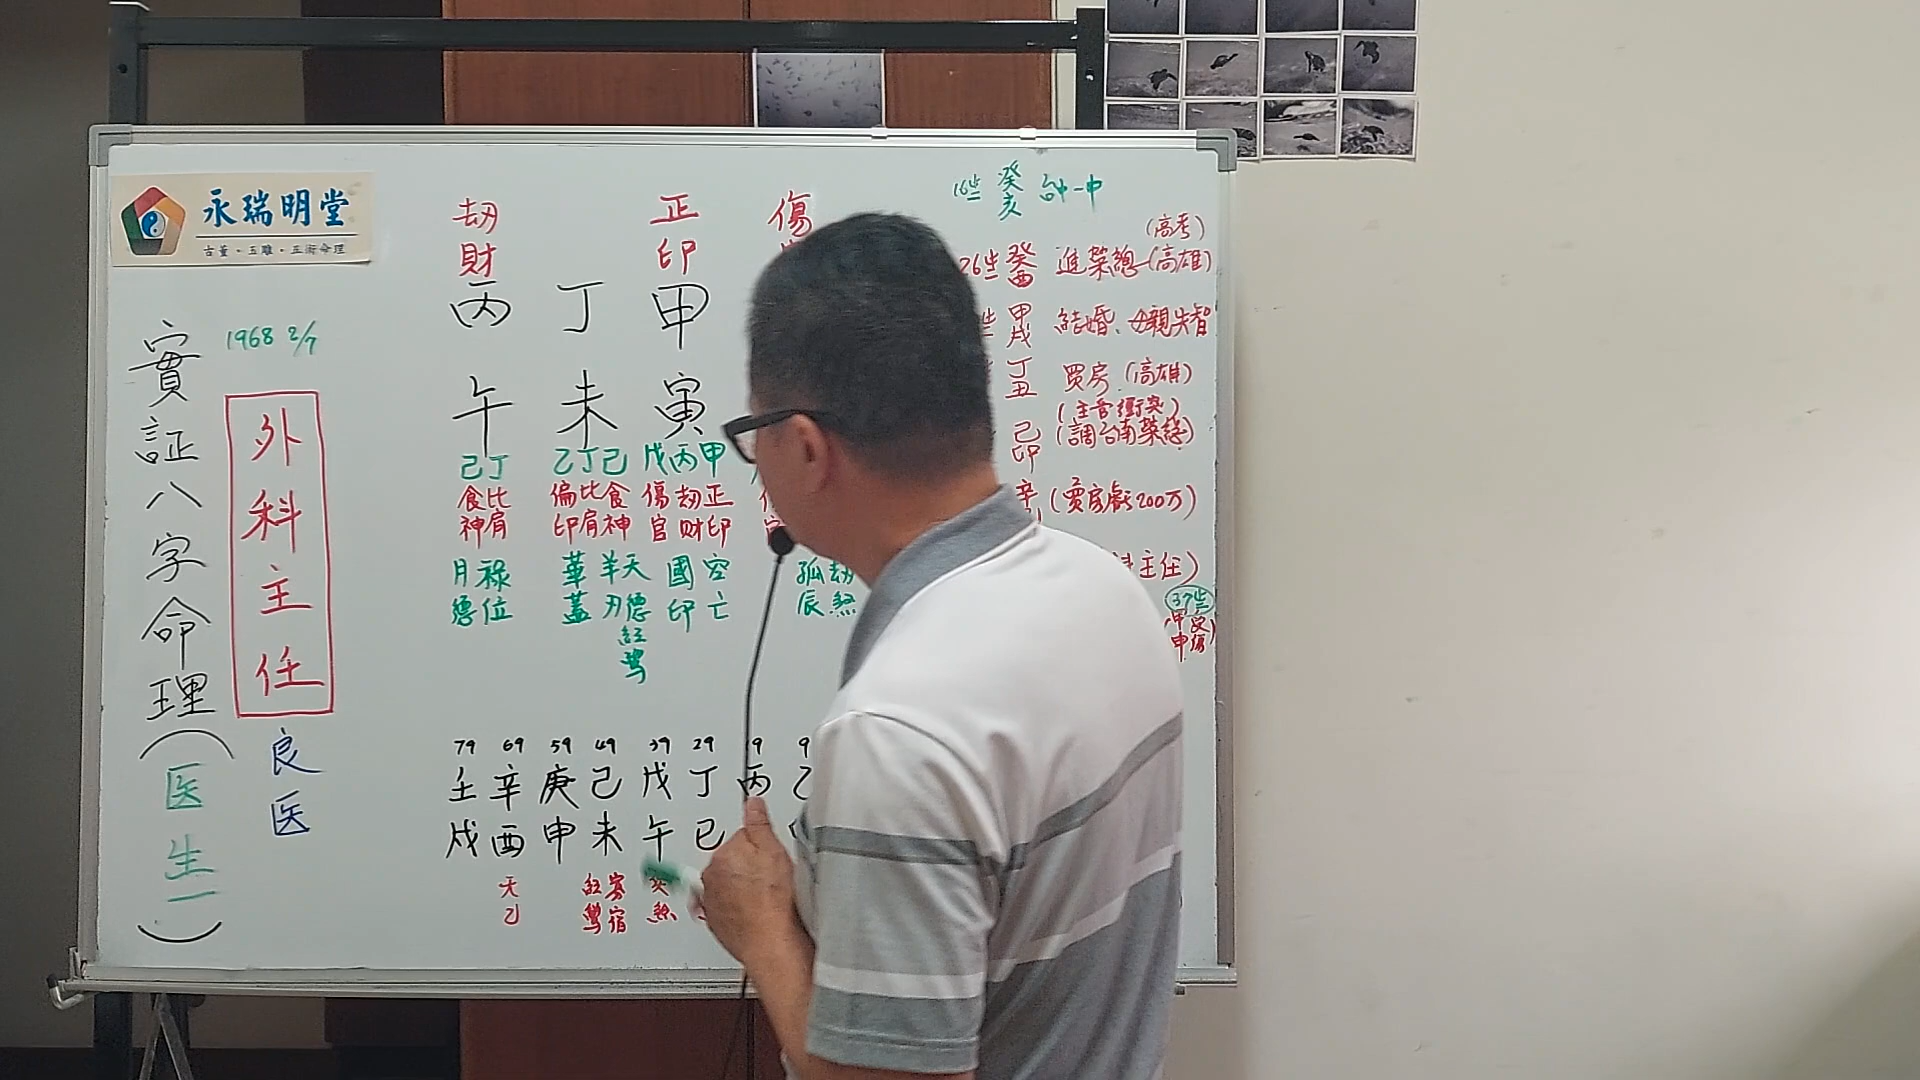 永瑞明堂
古董·玉雕·五術命理
實証八字命理(医生)
1968 2/7
外科主任
良医
劫財 正印 傷
丙 丁 甲
午 未 寅
己丁 乙丁己 戊丙甲
食神 比肩 偏印 比肩 食神 傷官 劫財 正印
月德 祿位 華蓋 羊刃 天德 紅鸞 國印 空亡 孤辰 劫煞
79 69 59 49 39 29 9 9
壬 辛 庚 己 戊 丁 丙 乙
戌 酉 申 未 午 巳
天乙 紅鸞 寡宿 煞
16歲 癸亥 台中一中
(高考)
26歲 癸酉 進榮總(高雄)
甲戌 結婚、母親失智
丁丑 買房(高雄)
(主管衝突)
己卯 (調台南榮總)
辛 (賣房虧200万)
主任)
37歲
甲申 受傷